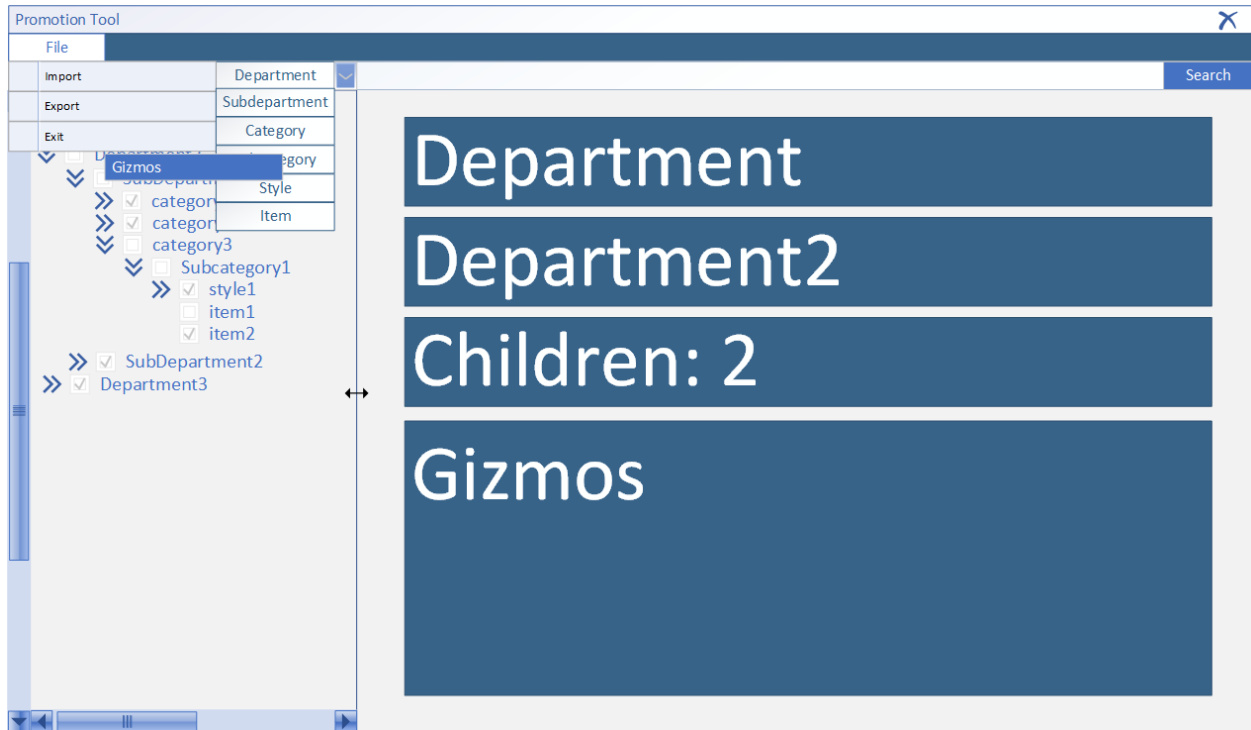 Promotion Tool
File
Import
Export
Exit
Department
Subdepartment
Category
Style
Item
Search
Gizmos
category3
Subcategory1
style1
item1
item2
SubDepartment2
Department3
Department
Department2
Children: 2
Gizmos